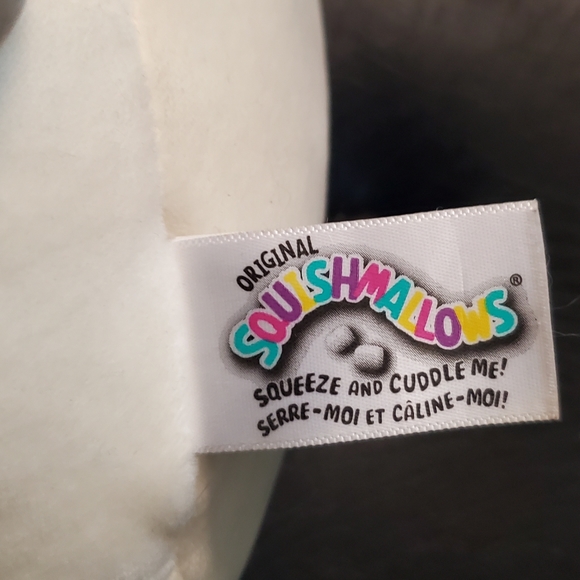 ORIGINAL
SQUISHMALLOWS®
SQUEEZE AND CUDDLE ME!
SERRE-MOI ET CÂLINE-MOI!